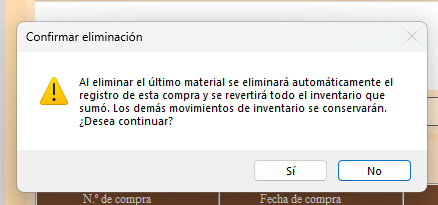 Confirmar eliminación
Al eliminar el último material se eliminará automáticamente el
registro de esta compra y se revertirá todo el inventario que
sumó. Los demás movimientos de inventario se conservarán.
¿Desea continuar?
Sí No
N.º de compra Fecha de compra